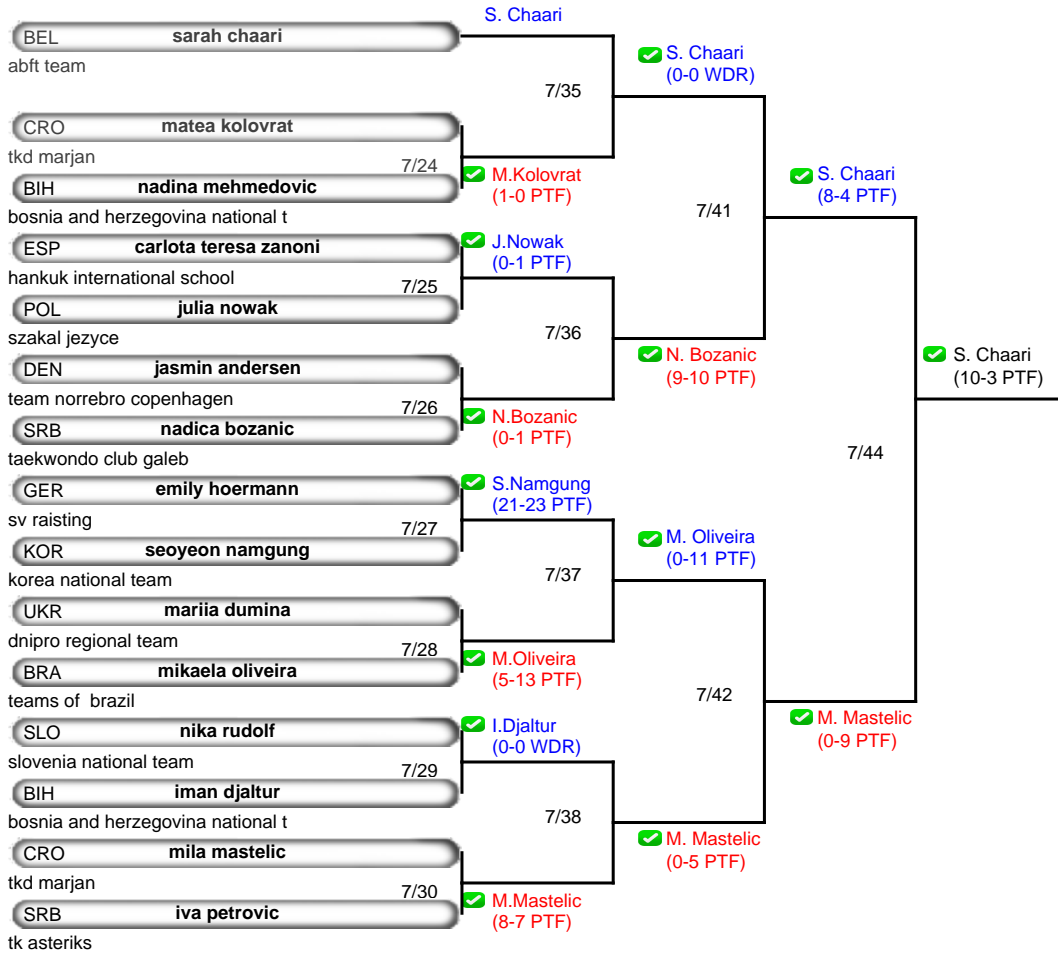 S. Chaari
BEL sarah chaari
abft team
S. Chaari
(0-0 WDR)
7/35
CRO matea kolovrat
tkd marjan
7/24
M.Kolovrat
(1-0 PTF)
BIH nadina mehmedovic
bosnia and herzegovina national t
S. Chaari
(8-4 PTF)
7/41
ESP carlota teresa zanoni
hankuk international school
J.Nowak
(0-1 PTF)
7/25
POL julia nowak
szakal jezyce
7/36
N. Bozanic
(9-10 PTF)
S. Chaari
(10-3 PTF)
DEN jasmin andersen
team norrebro copenhagen
7/26
N.Bozanic
(0-1 PTF)
SRB nadica bozanic
taekwondo club galeb
7/44
GER emily hoermann
sv raisting
S.Namgung
(21-23 PTF)
7/27
KOR seoyeon namgung
korea national team
M. Oliveira
(0-11 PTF)
7/37
UKR mariia dumina
dnipro regional team
7/28
M.Oliveira
(5-13 PTF)
BRA mikaela oliveira
teams of  brazil
7/42
M. Mastelic
(0-9 PTF)
SLO nika rudolf
slovenia national team
I.Djaltur
(0-0 WDR)
7/29
BIH iman djaltur
bosnia and herzegovina national t
7/38
M. Mastelic
(0-5 PTF)
CRO mila mastelic
tkd marjan
7/30
M.Mastelic
(8-7 PTF)
SRB iva petrovic
tk asteriks